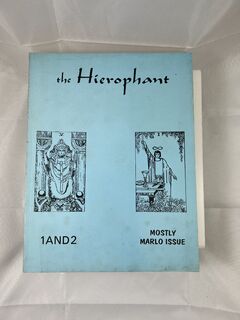 the Hierophant
V
1AND2
MOSTLY
MARLO ISSUE